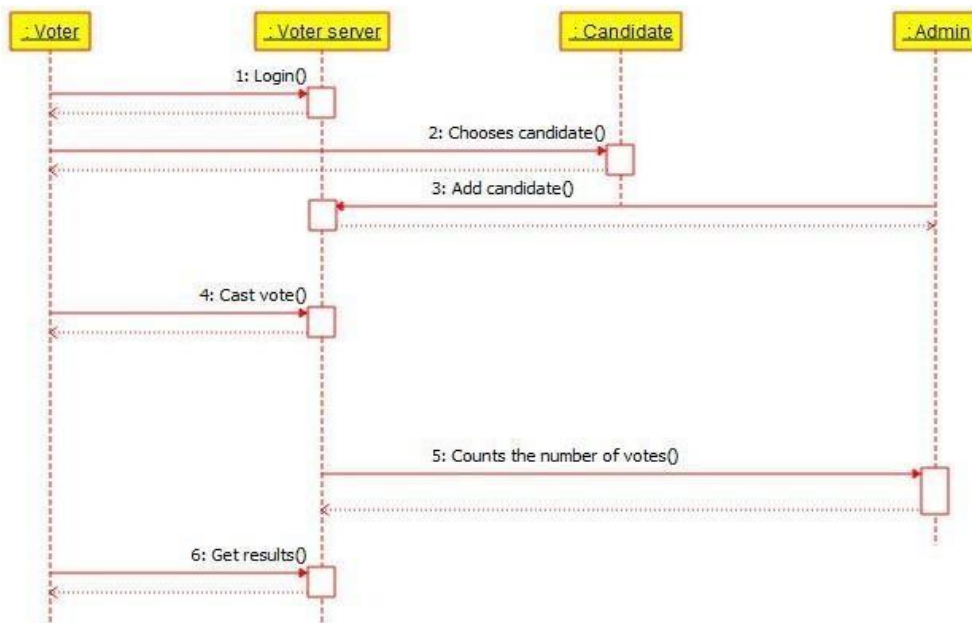 : Voter
: Voter server
: Candidate
: Admin
1: Login()
2: Chooses candidate()
3: Add candidate()
4: Cast vote()
5: Counts the number of votes()
6: Get results()